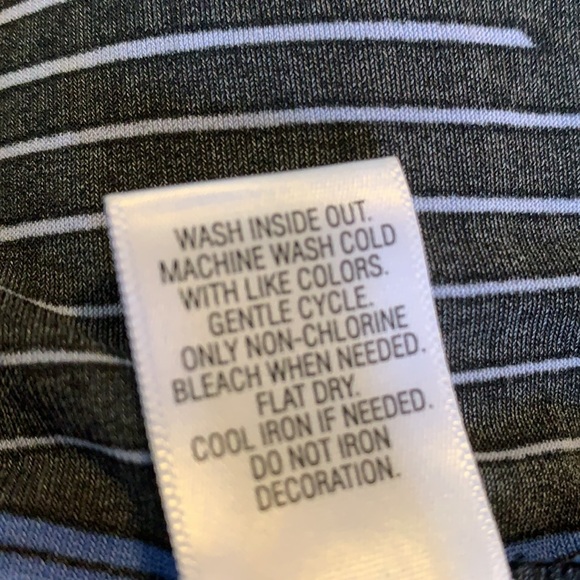 WASH INSIDE OUT.
MACHINE WASH COLD
WITH LIKE COLORS.
GENTLE CYCLE.
ONLY NON-CHLORINE
BLEACH WHEN NEEDED.
FLAT DRY.
COOL IRON IF NEEDED.
DO NOT IRON
DECORATION.